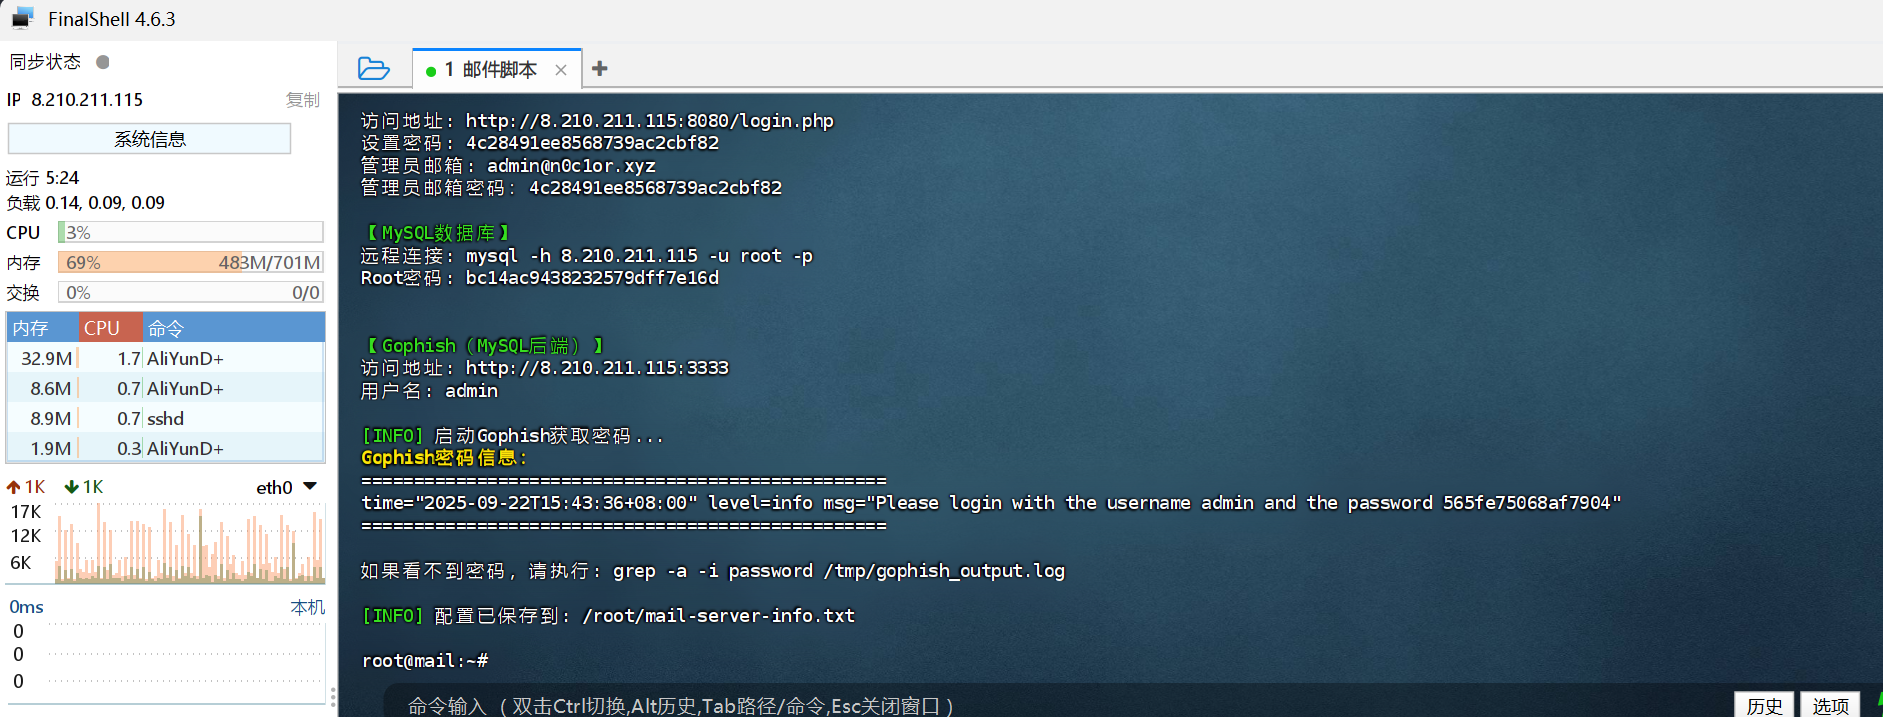 FinalShell 4.6.3
同步状态
IP 8.210.211.115 复制
系统信息
运行 5:24
负载 0.14, 0.09, 0.09
CPU 3%
内存 69% 483M/701M
交换 0% 0/0
内存 CPU 命令
32.9M 1.7 AliYunD+
8.6M 0.7 AliYunD+
8.9M 0.7 sshd
1.9M 0.3 AliYunD+
1K 1K eth0
17K
12K
6K
0ms 本机
0
0
0
1 邮件脚本
访问地址: http://8.210.211.115:8080/login.php
设置密码: 4c28491ee8568739ac2cbf82
管理员邮箱: admin@n0c1or.xyz
管理员邮箱密码: 4c28491ee8568739ac2cbf82
【MySQL数据库】
远程连接: mysql -h 8.210.211.115 -u root -p
Root密码: bc14ac9438232579dff7e16d
【Gophish（MySQL后端）】
访问地址: http://8.210.211.115:3333
用户名: admin
[INFO] 启动Gophish获取密码...
Gophish密码信息:
==================================================
time="2025-09-22T15:43:36+08:00" level=info msg="Please login with the username admin and the password 565fe75068af7904"
==================================================
如果看不到密码, 请执行: grep -a -i password /tmp/gophish_output.log
[INFO] 配置已保存到: /root/mail-server-info.txt
root@mail:~#
命令输入 (双击Ctrl切换,Alt历史,Tab路径/命令,Esc关闭窗口)
历史 选项